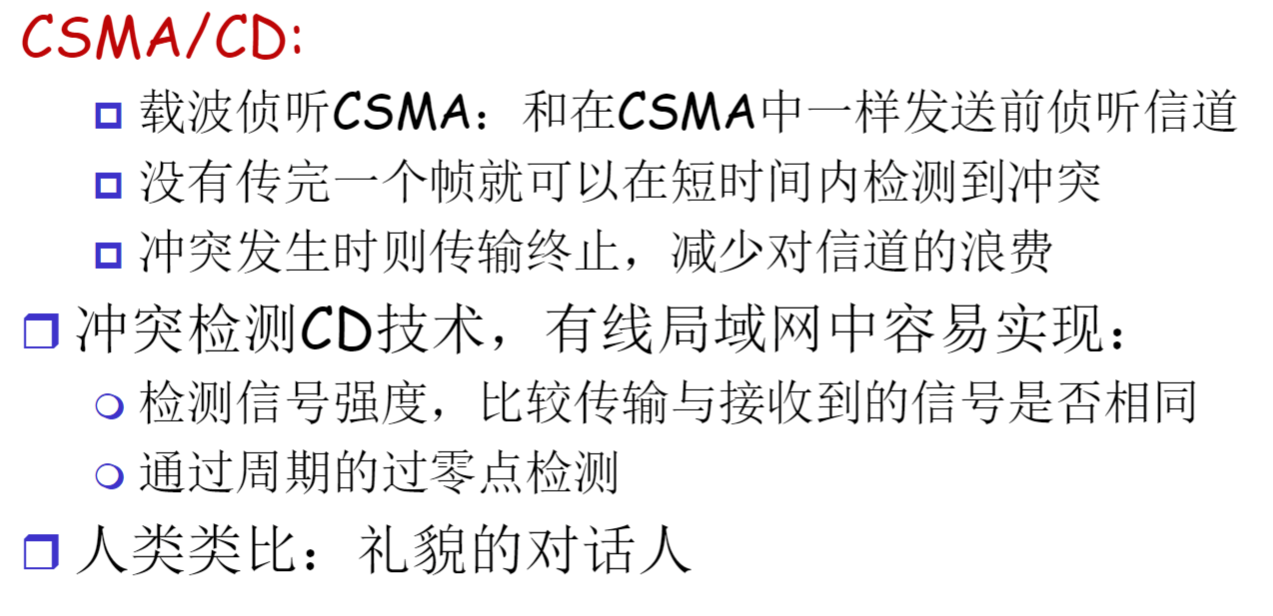 CSMA/CD:
载波侦听CSMA：和在CSMA中一样发送前侦听信道
没有传完一个帧就可以在短时间内检测到冲突
冲突发生时则传输终止，减少对信道的浪费
冲突检测CD技术，有线局域网中容易实现：
检测信号强度，比较传输与接收到的信号是否相同
通过周期的过零点检测
人类类比：礼貌的对话人